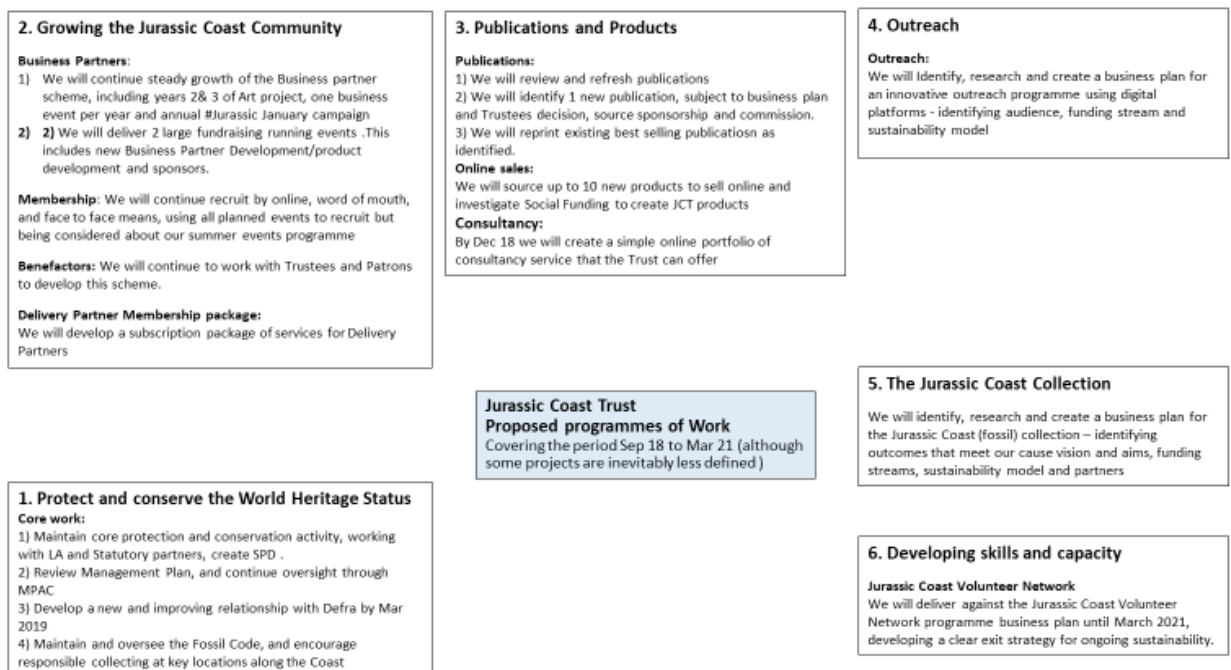 2. Growing the Jurassic Coast Community
Business Partners:
1) We will continue steady growth of the Business partner
scheme, including years 2& 3 of Art project, one business
event per year and annual #Jurassic January campaign
2) 2) We will deliver 2 large fundraising running events .This
includes new Business Partner Development/product
development and sponsors.
Membership: We will continue recruit by online, word of mouth,
and face to face means, using all planned events to recruit but
being considered about our summer events programme
Benefactors: We will continue to work with Trustees and Patrons
to develop this scheme.
Delivery Partner Membership package:
We will develop a subscription package of services for Delivery
Partners
3. Publications and Products
Publications:
1) We will review and refresh publications
2) We will identify 1 new publication, subject to business plan
and Trustees decision, source sponsorship and commission.
3) We will reprint existing best selling publicatiosn as
identified.
Online sales:
We will source up to 10 new products to sell online and
investigate Social Funding to create JCT products
Consultancy:
By Dec 18 we will create a simple online portfolio of
consultancy service that the Trust can offer
4. Outreach
Outreach:
We will Identify, research and create a business plan for
an innovative outreach programme using digital
platforms - identifying audience, funding stream and
sustainability model
Jurassic Coast Trust
Proposed programmes of Work
Covering the period Sep 18 to Mar 21 (although
some projects are inevitably less defined )
5. The Jurassic Coast Collection
We will identify, research and create a business plan for
the Jurassic Coast (fossil) collection – identifying
outcomes that meet our cause vision and aims, funding
streams, sustainability model and partners
1. Protect and conserve the World Heritage Status
Core work:
1) Maintain core protection and conservation activity, working
with LA and Statutory partners, create SPD .
2) Review Management Plan, and continue oversight through
MPAC
3) Develop a new and improving relationship with Defra by Mar
2019
4) Maintain and oversee the Fossil Code, and encourage
responsible collecting at key locations along the Coast
6. Developing skills and capacity
Jurassic Coast Volunteer Network
We will deliver against the Jurassic Coast Volunteer
Network programme business plan until March 2021,
developing a clear exit strategy for ongoing sustainability.